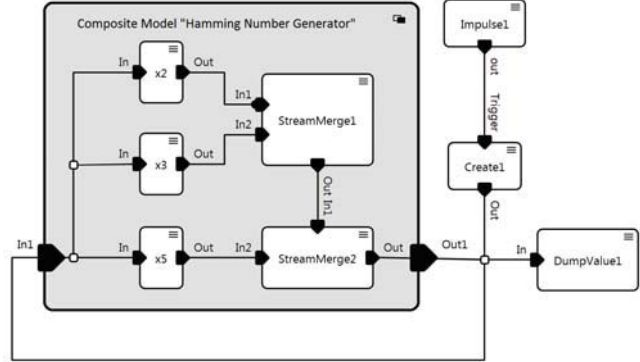 Composite Model "Hamming Number Generator"
Impulse1
out
Trigger
In
x2
Out
In1
StreamMerge1
In2
In
x3
Out
Create1
Out
Out In1
In1
In
x5
Out
In2
StreamMerge2
Out
Out1
In
DumpValue1